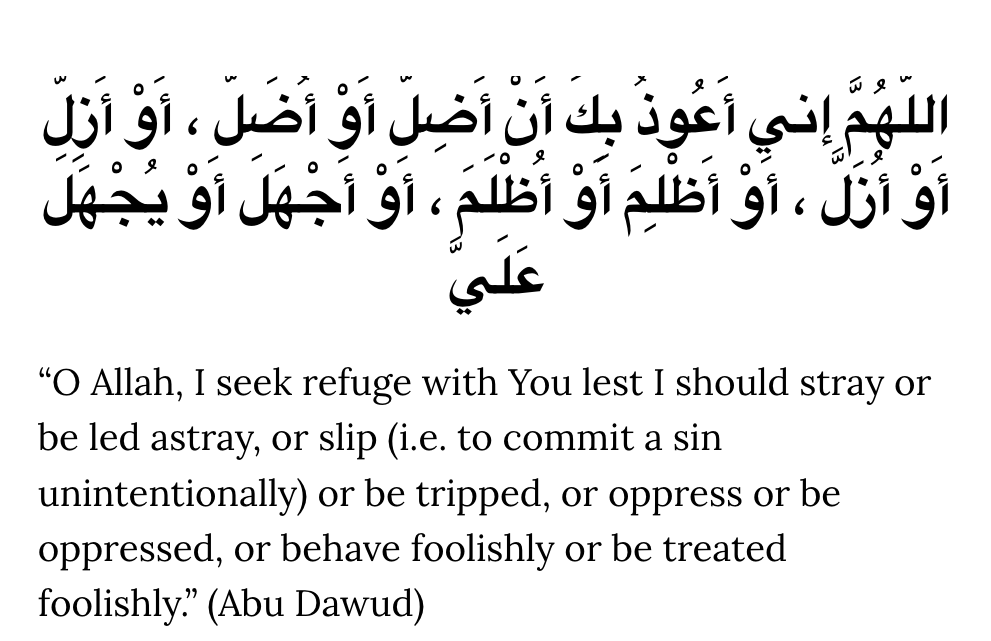 اللّهُمَّ إنيِ أَعُوذُ بِكَ أَنْ أَضِلَّ أَوْ أُضَلَّ ، أَوْ أَزِلَّ
أَوْ أُزَلَّ ، أَوْ أَظْلِمَ أَوْ أُظْلَمَ ، أَوْ أَجْهَلَ أَوْ يُجْهَلَ
عَلَيَّ
“O Allah, I seek refuge with You lest I should stray or
be led astray, or slip (i.e. to commit a sin
unintentionally) or be tripped, or oppress or be
oppressed, or behave foolishly or be treated
foolishly.” (Abu Dawud)